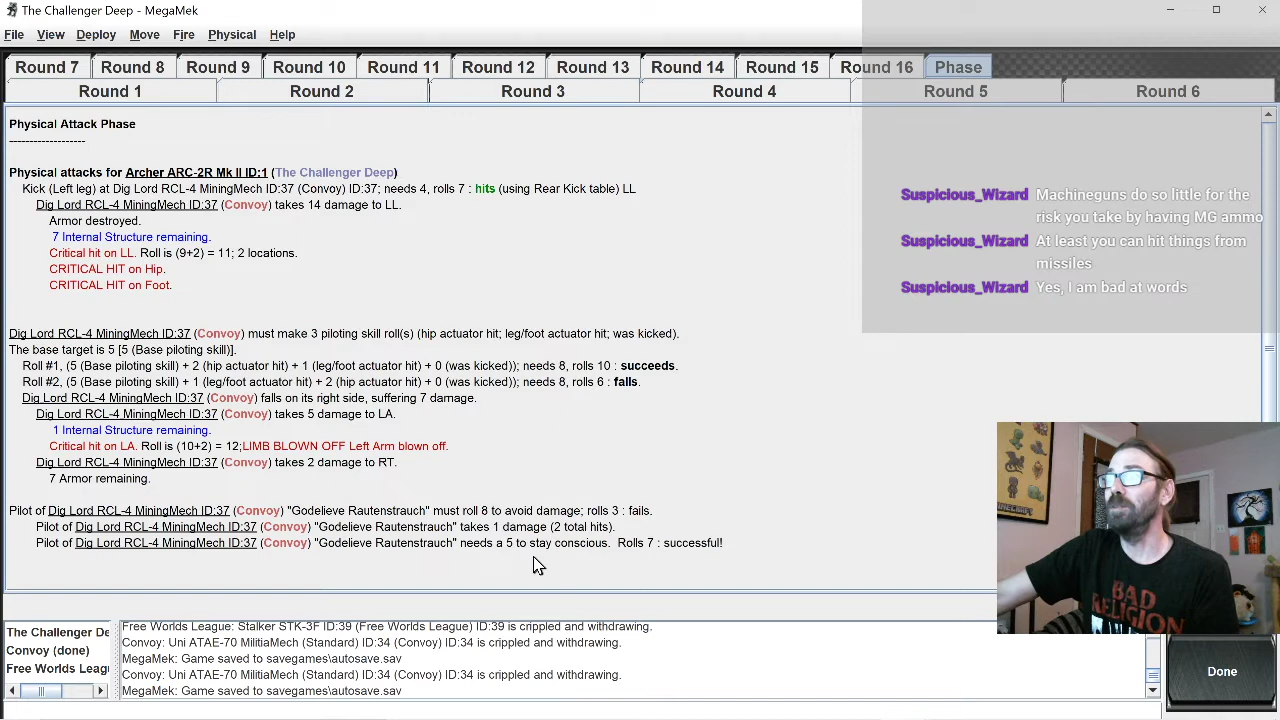 The Challenger Deep - MegaMek
File View Deploy Move Fire Physical Help
Round 7 Round 8 Round 9 Round 10 Round 11 Round 12 Round 13 Round 14 Round 15 Round 16 Phase
Round 1 Round 2 Round 3 Round 4 Round 5 Round 6
Physical Attack Phase
-------------------
Physical attacks for Archer ARC-2R Mk II ID:1 (The Challenger Deep)
Kick (Left leg) at Dig Lord RCL-4 MiningMech ID:37 (Convoy) ID:37; needs 4, rolls 7 : hits (using Rear Kick table) LL
Dig Lord RCL-4 MiningMech ID:37 (Convoy) takes 14 damage to LL.
Armor destroyed.
7 Internal Structure remaining.
Critical hit on LL. Roll is (9+2) = 11; 2 locations.
CRITICAL HIT on Hip.
CRITICAL HIT on Foot.
Dig Lord RCL-4 MiningMech ID:37 (Convoy) must make 3 piloting skill roll(s) (hip actuator hit; leg/foot actuator hit; was kicked).
The base target is 5 [5 (Base piloting skill)].
Roll #1, (5 (Base piloting skill) + 2 (hip actuator hit) + 1 (leg/foot actuator hit) + 0 (was kicked)); needs 8, rolls 10 : succeeds.
Roll #2, (5 (Base piloting skill) + 1 (leg/foot actuator hit) + 2 (hip actuator hit) + 0 (was kicked)); needs 8, rolls 6 : falls.
Dig Lord RCL-4 MiningMech ID:37 (Convoy) falls on its right side, suffering 7 damage.
Dig Lord RCL-4 MiningMech ID:37 (Convoy) takes 5 damage to LA.
1 Internal Structure remaining.
Critical hit on LA. Roll is (10+2) = 12;LIMB BLOWN OFF Left Arm blown off.
Dig Lord RCL-4 MiningMech ID:37 (Convoy) takes 2 damage to RT.
7 Armor remaining.
Pilot of Dig Lord RCL-4 MiningMech ID:37 (Convoy) "Godelieve Rautenstrauch" must roll 8 to avoid damage; rolls 3 : fails.
Pilot of Dig Lord RCL-4 MiningMech ID:37 (Convoy) "Godelieve Rautenstrauch" takes 1 damage (2 total hits).
Pilot of Dig Lord RCL-4 MiningMech ID:37 (Convoy) "Godelieve Rautenstrauch" needs a 5 to stay conscious. Rolls 7 : successful!
Suspicious_Wizard Machineguns do so little for the
risk you take by having MG ammo
Suspicious_Wizard At least you can hit things from
missiles
Suspicious_Wizard Yes, I am bad at words
MINECRAFT
BAD
RELIGION
The Challenger De
Convoy (done)
Free Worlds Leag
Free Worlds League: Stalker STK-3F ID:39 (Free Worlds League) ID:39 is crippled and withdrawing.
Convoy: Uni ATAE-70 MilitiaMech (Standard) ID:34 (Convoy) ID:34 is crippled and withdrawing.
MegaMek: Game saved to savegames\autosave.sav
Convoy: Uni ATAE-70 MilitiaMech (Standard) ID:34 (Convoy) ID:34 is crippled and withdrawing.
MegaMek: Game saved to savegames\autosave.sav
Done